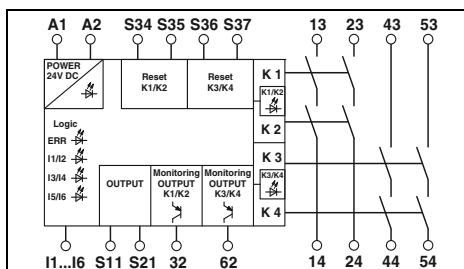 A1 A2 S34 S35 S36 S37 13 23 43 53
POWER
24V DC
Reset
K1/K2
Reset
K3/K4
K 1
K1/K2
K 2
Logic
ERR
I1/I2
I3/I4
I5/I6
K 3
K3/K4
K 4
OUTPUT
Monitoring
OUTPUT
K1/K2
Monitoring
OUTPUT
K3/K4
I1...I6 S11 S21 32 62 14 24 44 54